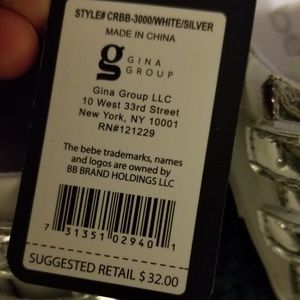 STYLE# CRBB-3000/WHITE/SILVER
MADE IN CHINA
g GINA
GROUP
Gina Group LLC
10 West 33rd Street
New York, NY 10001
RN#121229
The bebe trademarks, names
and logos are owned by
BB BRAND HOLDINGS LLC
7 31351 02940 1
SUGGESTED RETAIL $ 32.00